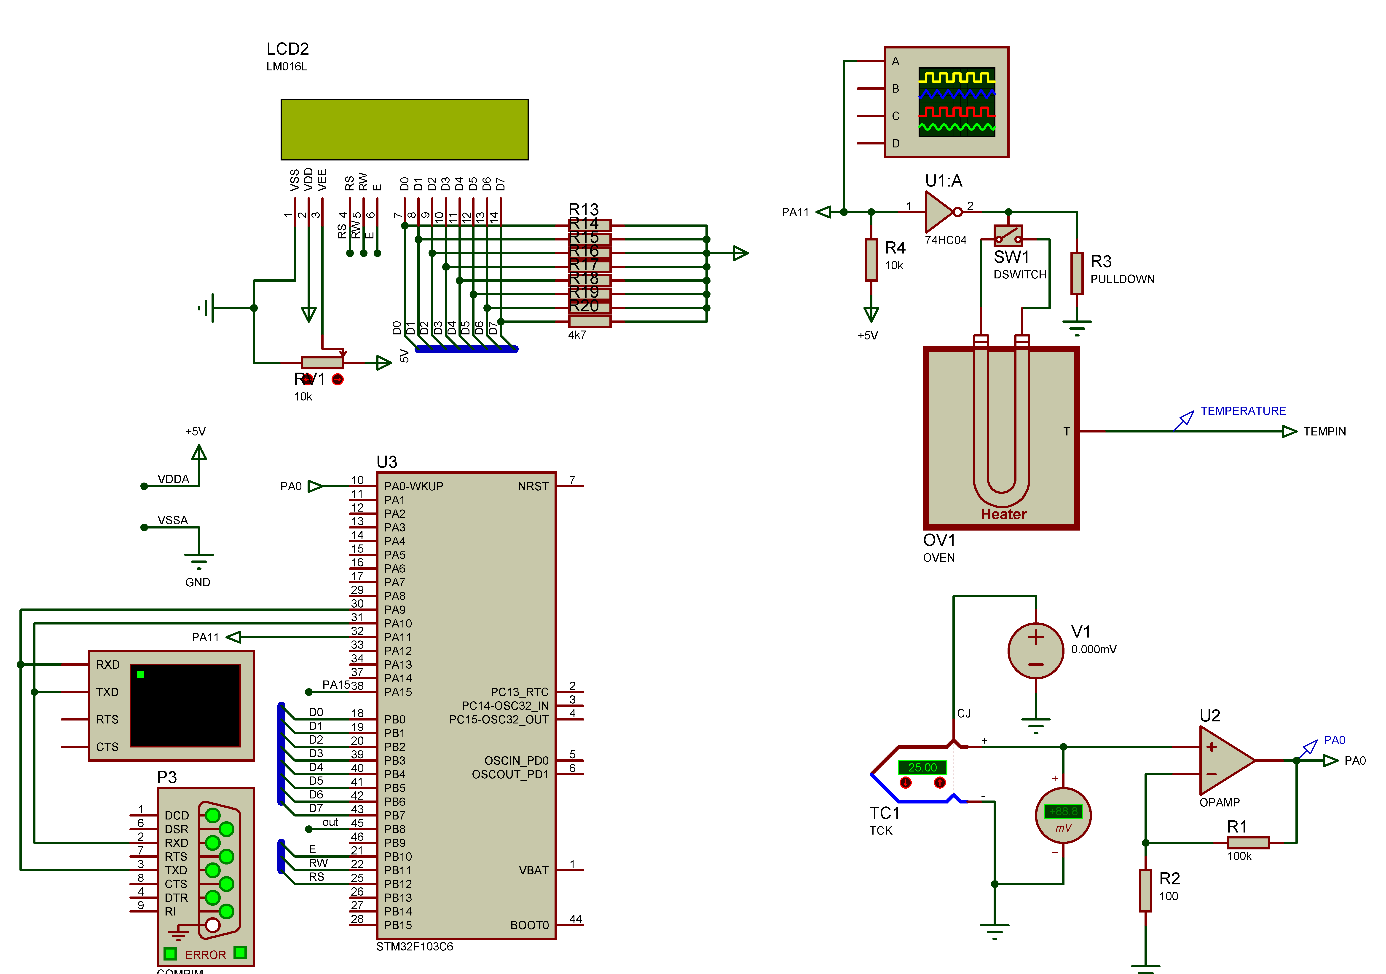 LCD2
LM016L
VSS
VDD
VEE
RS
RW
E
D0
D1
D2
D3
D4
D5
D6
D7
1
2
3
4
5
6
7
8
9
10
11
12
13
14
RS
RW
E
R13
R14
R15
R16
R17
R18
R19
R20
4k7
D0
D1
D2
D3
D4
D5
D6
D7
5V
RV1
10k
A
B
C
D
U1:A
PA11
1
2
74HC04
R4
10k
+5V
SW1
DSWITCH
R3
PULLDOWN
T
TEMPERATURE
TEMPIN
Heater
OV1
OVEN
+5V
VDDA
VSSA
GND
U3
PA0
10 PA0-WKUP
11 PA1
12 PA2
13 PA3
14 PA4
15 PA5
16 PA6
17 PA7
29 PA8
30 PA9
31 PA10
PA11 32 PA11
33 PA12
34 PA13
37 PA14
PA15 38 PA15
D0 18 PB0
D1 19 PB1
D2 20 PB2
D3 39 PB3
D4 40 PB4
D5 41 PB5
D6 42 PB6
D7 43 PB7
out 45 PB8
46 PB9
E 21 PB10
RW 22 PB11
RS 25 PB12
26 PB13
27 PB14
28 PB15
NRST 7
PC13_RTC 2
PC14-OSC32_IN 3
PC15-OSC32_OUT 4
OSCIN_PD0 5
OSCOUT_PD1 6
VBAT 1
BOOT0 44
STM32F103C6
RXD
TXD
RTS
CTS
P3
1 DCD
6 DSR
2 RXD
7 RTS
3 TXD
8 CTS
4 DTR
9 RI
ERROR
COMPIM
V1
0.000mV
CJ
+
-
25.00
TC1
TCK
+
mV
U2
OPAMP
PA0
PA0
R1
100k
R2
100